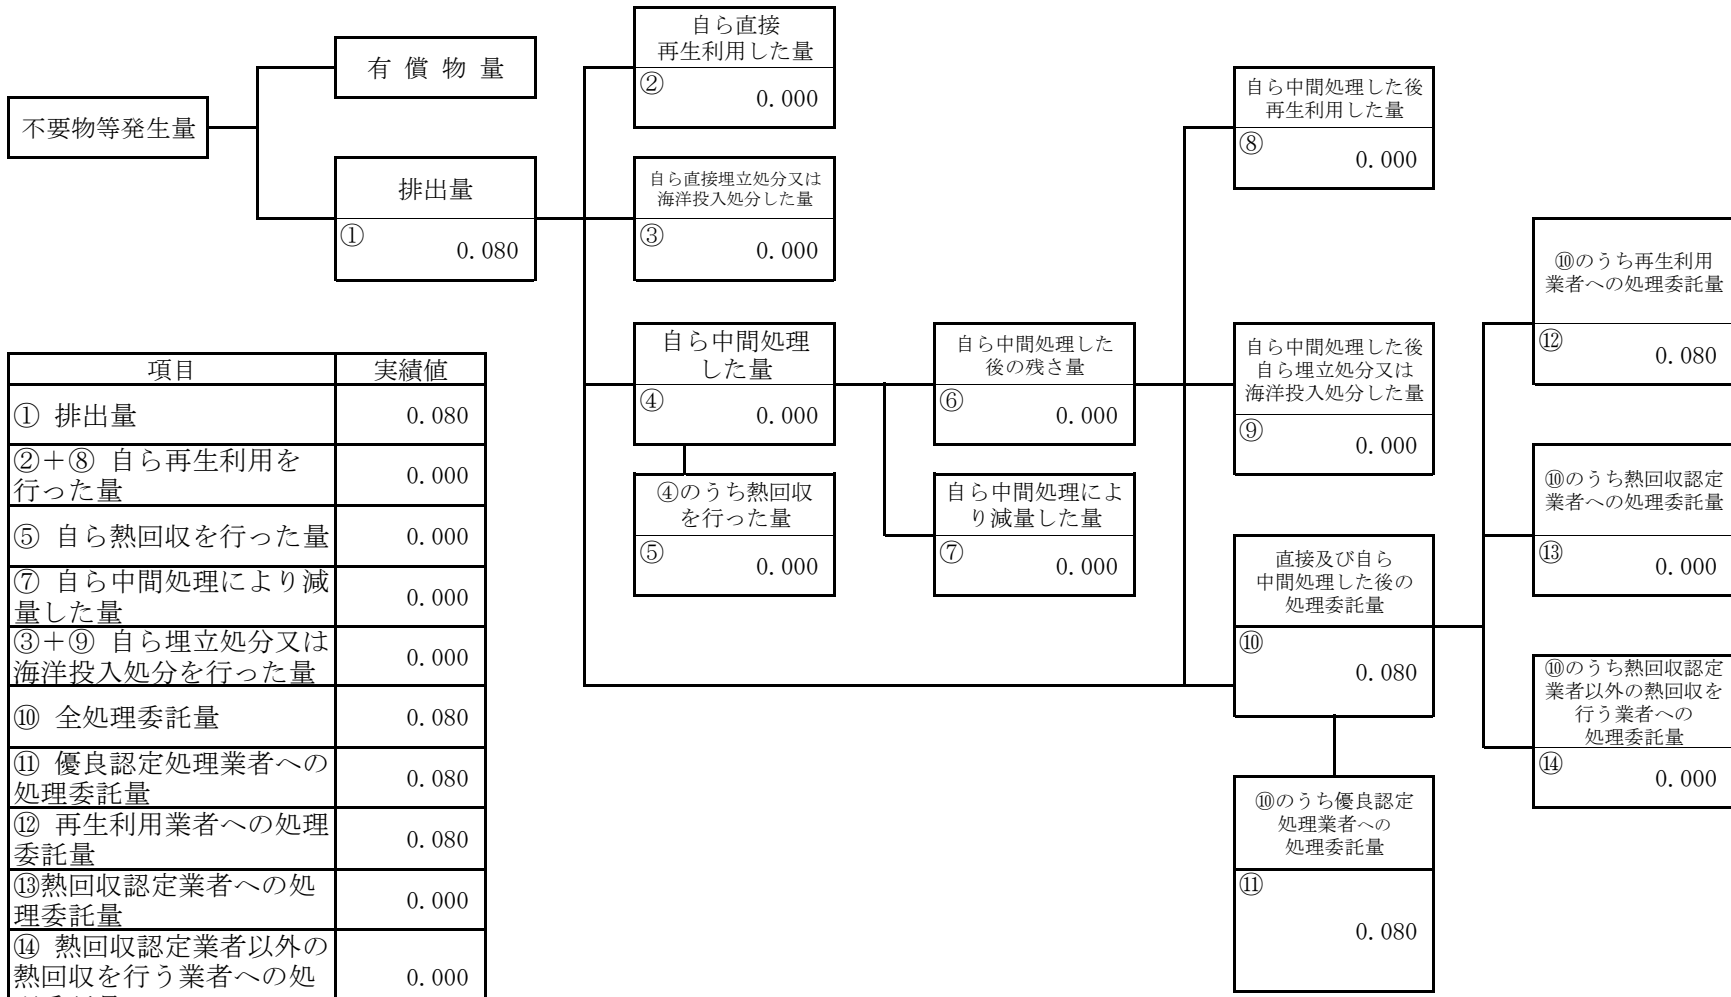 不要物等発生量
有 償 物 量
排出量
①
0.080
自ら直接
再生利用した量
②
0.000
自ら直接埋立処分又は
海洋投入処分した量
③
0.000
自ら中間処理
した量
④
0.000
④のうち熱回収
を行った量
⑤
0.000
自ら中間処理した
後の残さ量
⑥
0.000
自ら中間処理によ
り減量した量
⑦
0.000
自ら中間処理した後
再生利用した量
⑧
0.000
自ら中間処理した後
自ら埋立処分又は
海洋投入処分した量
⑨
0.000
直接及び自ら
中間処理した後の
処理委託量
⑩
0.080
⑩のうち優良認定
処理業者への
処理委託量
⑪
0.080
⑩のうち再生利用
業者への処理委託量
⑫
0.080
⑩のうち熱回収認定
業者への処理委託量
⑬
0.000
⑩のうち熱回収認定
業者以外の熱回収を
行う業者への
処理委託量
⑭
0.000
項目 実績値
① 排出量 0.080
②+⑧ 自ら再生利用を
行った量 0.000
⑤ 自ら熱回収を行った量 0.000
⑦ 自ら中間処理により減
量した量 0.000
③+⑨ 自ら埋立処分又は
海洋投入処分を行った量 0.000
⑩ 全処理委託量 0.080
⑪ 優良認定処理業者への
処理委託量 0.080
⑫ 再生利用業者への処理
委託量 0.080
⑬熱回収認定業者への処
理委託量 0.000
⑭ 熱回収認定業者以外の
熱回収を行う業者への処 0.000